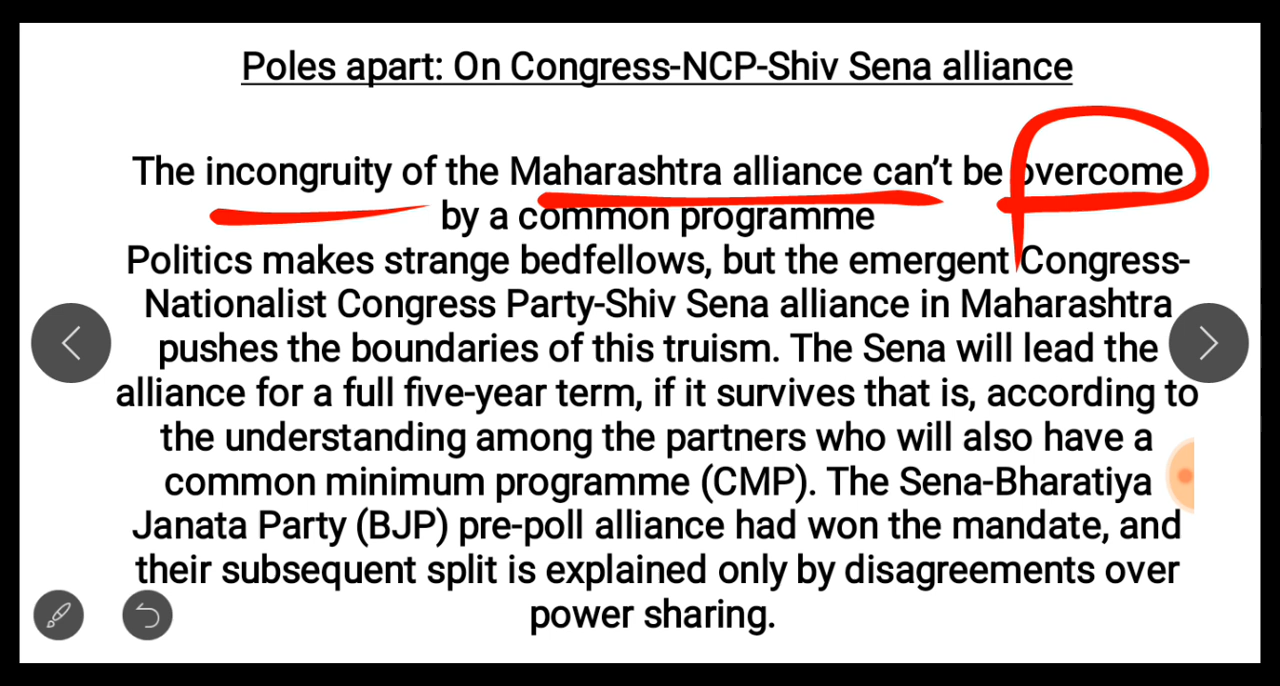 Poles apart: On Congress-NCP-Shiv Sena alliance
The incongruity of the Maharashtra alliance can't be overcome
by a common programme
Politics makes strange bedfellows, but the emergent Congress-
Nationalist Congress Party-Shiv Sena alliance in Maharashtra
pushes the boundaries of this truism. The Sena will lead the
alliance for a full five-year term, if it survives that is, according to
the understanding among the partners who will also have a
common minimum programme (CMP). The Sena-Bharatiya
Janata Party (BJP) pre-poll alliance had won the mandate, and
their subsequent split is explained only by disagreements over
power sharing.